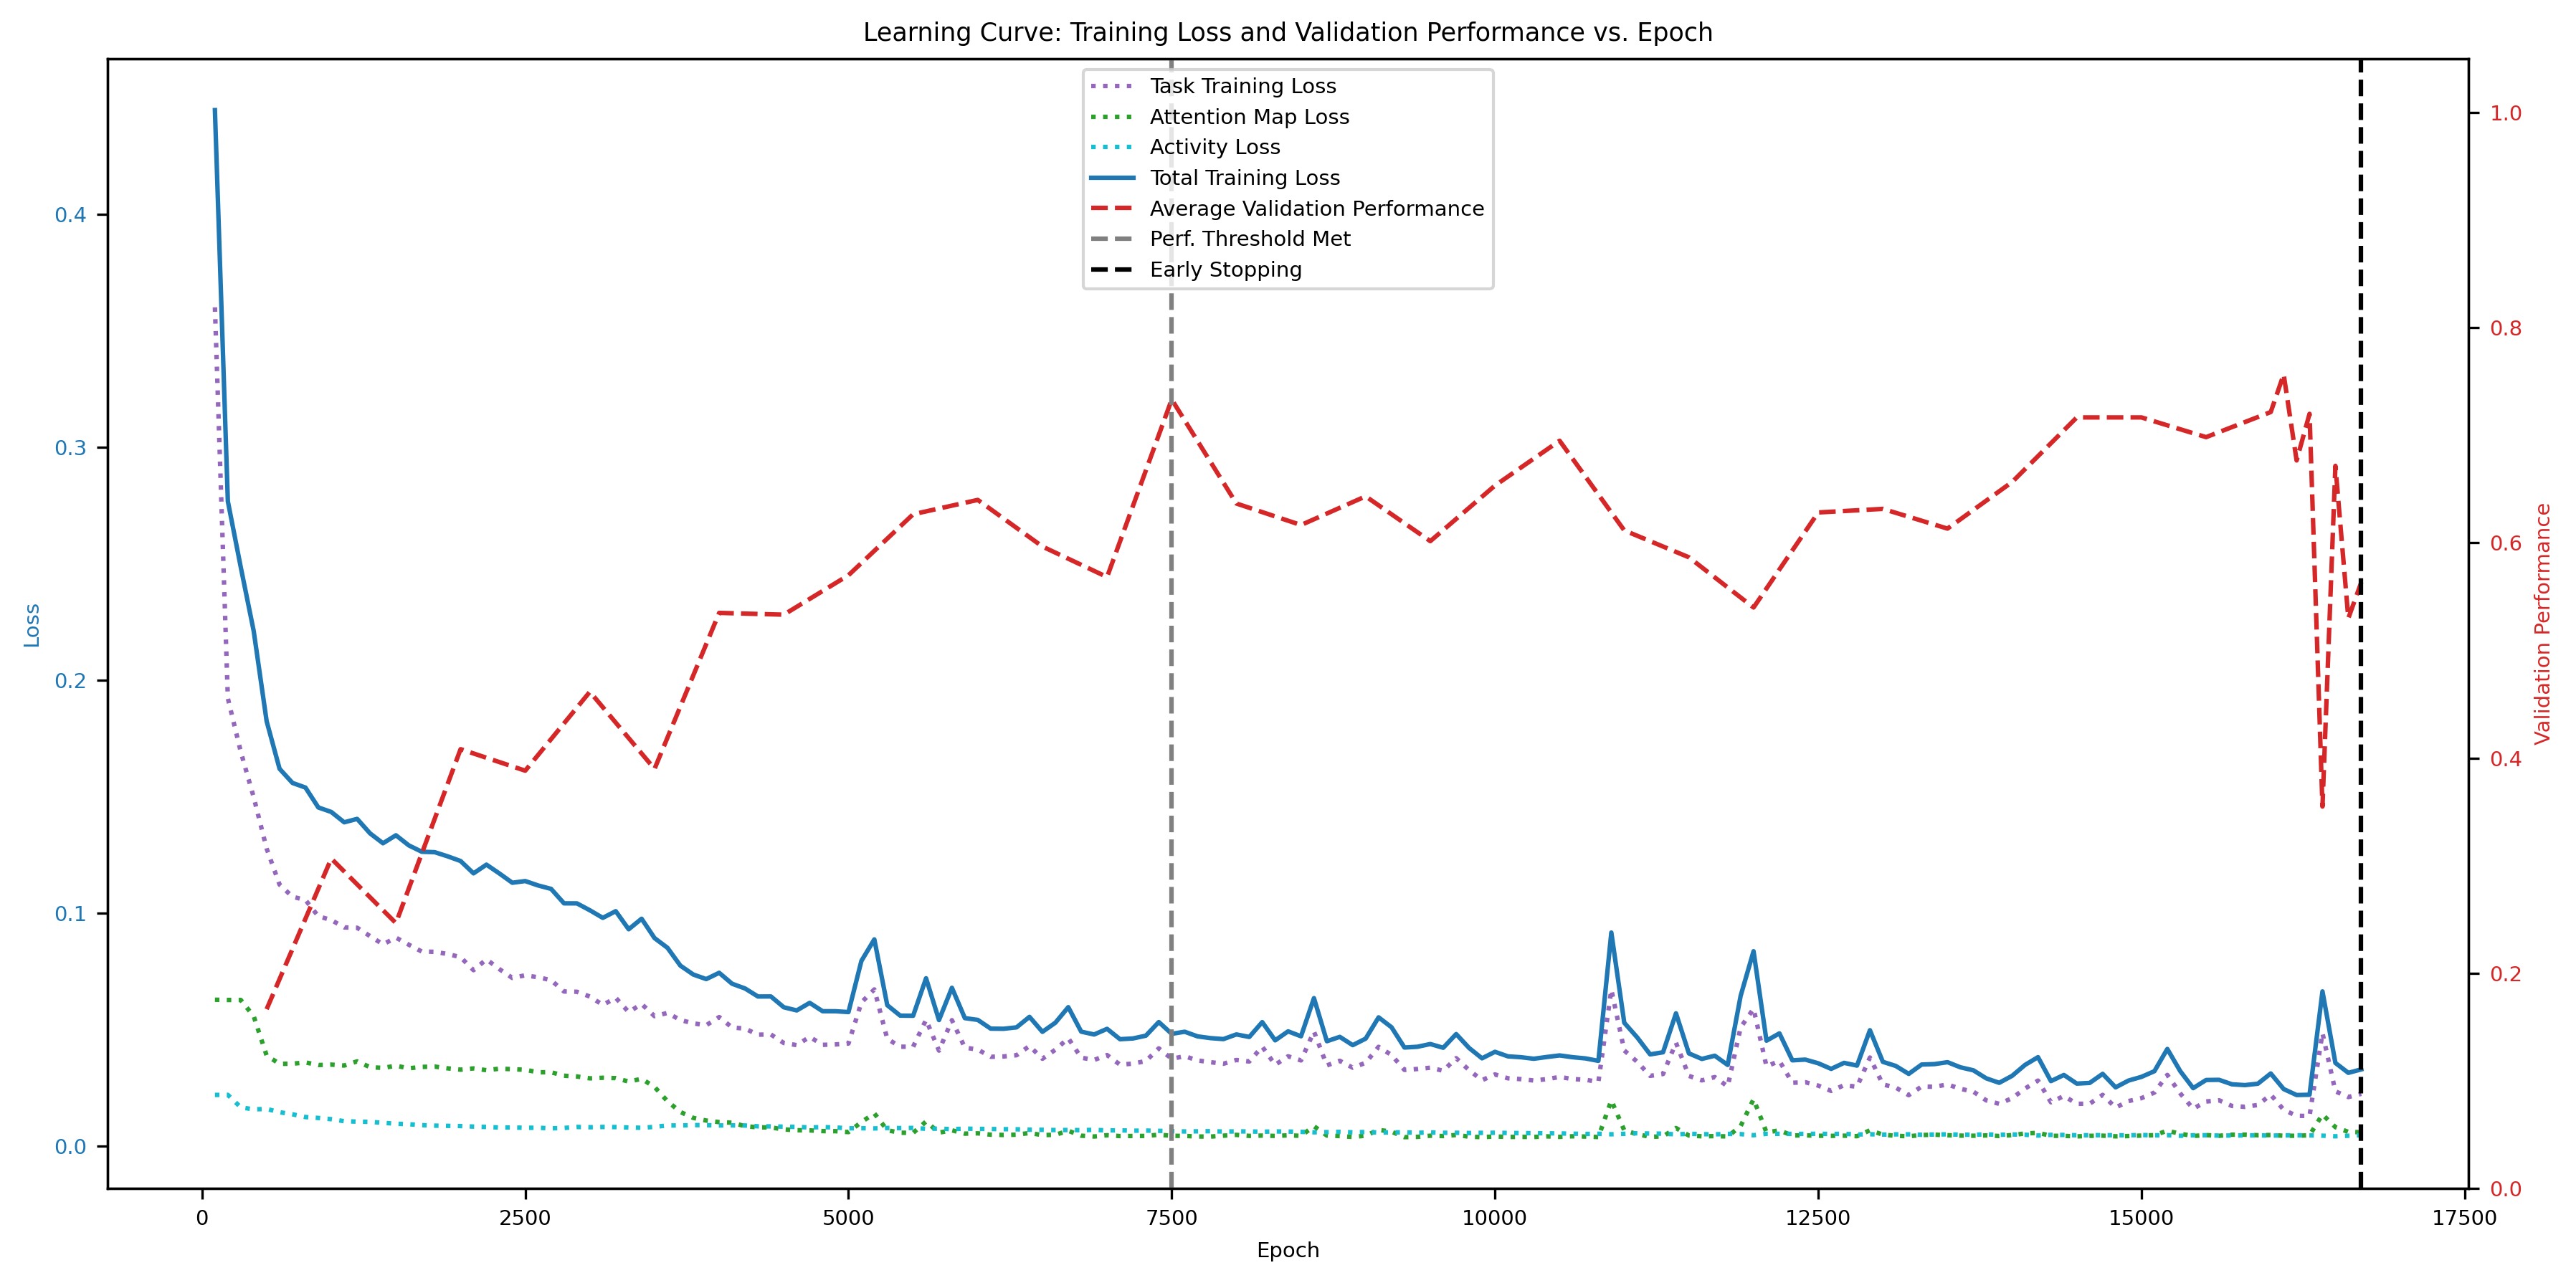 Learning Curve: Training Loss and Validation Performance vs. Epoch
Task Training Loss
Attention Map Loss
Activity Loss
Total Training Loss
Average Validation Performance
Perf. Threshold Met
Early Stopping
Loss
0.4
0.3
0.2
0.1
0.0
Validation Performance
1.0
0.8
0.6
0.4
0.2
0.0
0 2500 5000 7500 10000 12500 15000 17500
Epoch